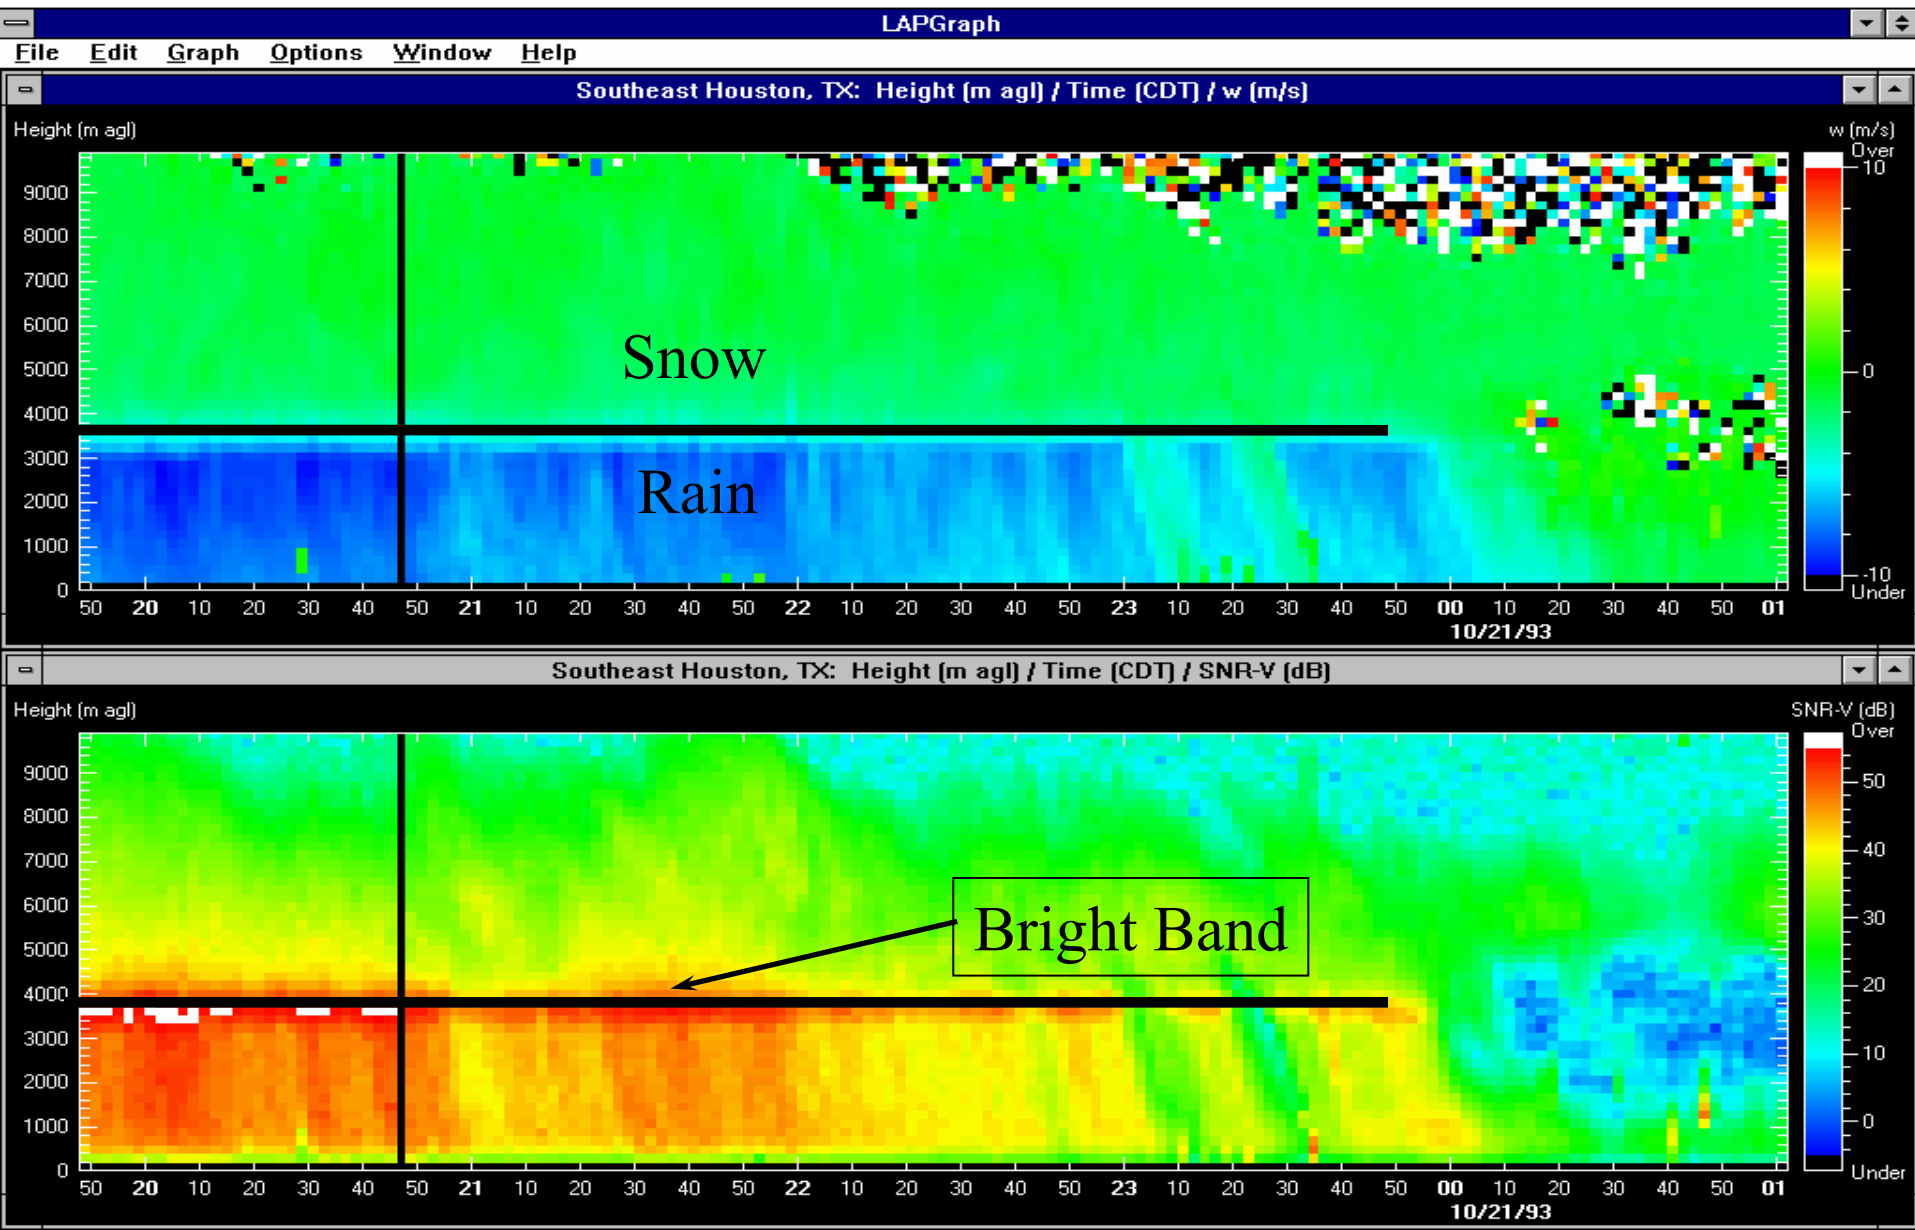 LAPGraph
File Edit Graph Options Window Help
Southeast Houston, TX: Height (m agl) / Time (CDT) / w (m/s)
Height (m agl)
w (m/s)
Over
10
0
-10
Under
9000
8000
7000
6000
5000
4000
3000
2000
1000
0
Snow
Rain
50 20 10 20 30 40 50 21 10 20 30 40 50 22 10 20 30 40 50 23 10 20 30 40 50 00 10 20 30 40 50 01
10/21/93
Southeast Houston, TX: Height (m agl) / Time (CDT) / SNR-V (dB)
Height (m agl)
SNR-V (dB)
Over
50
40
30
20
10
0
Under
9000
8000
7000
6000
5000
4000
3000
2000
1000
0
Bright Band
50 20 10 20 30 40 50 21 10 20 30 40 50 22 10 20 30 40 50 23 10 20 30 40 50 00 10 20 30 40 50 01
10/21/93